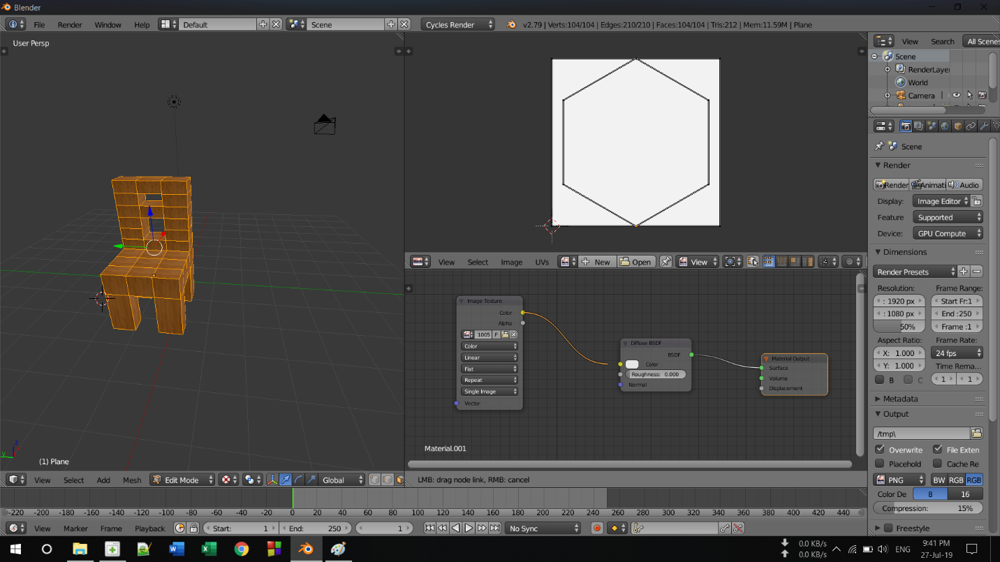 Blender
File Render Window Help Default Scene Cycles Render v2.79 | Verts:104/104 | Edges:210/210 | Faces:104/104 | Tris:212 | Mem:11.59M | Plane
User Persp
(1) Plane
View Select Add Mesh Edit Mode Global
View Select Image UVs New Open View
Image Texture
Color
Alpha
1005 F
Color
Linear
Flat
Repeat
Single Image
Vector
Diffuse BSDF
BSDF
Color
Roughness: 0.000
Normal
Material Output
Surface
Volume
Displacement
Material.001
LMB: drag node link, RMB: cancel
View Search All Scenes
Scene
RenderLaye
World
Camera
Scene
Render
Render Animati Audio
Display: Image Editor
Feature Supported
Device: GPU Compute
Dimensions
Render Presets
Resolution: Frame Range:
: 1920 px Start Fr:1
: 1080 px End :250
50% Frame :1
Aspect Ratio: Frame Rate:
X: 1.000 24 fps
Y: 1.000 Time Rema...
B C 1 1
Metadata
Output
/tmp\
Overwrite File Exten
Placehold Cache Re
PNG BW RGB RGB
Color De 8 16
Compression: 15%
Freestyle
-220 -200 -180 -160 -140 -120 -100 -80 -60 -40 -20 0 20 40 60 80 100 120 140 160 180 200 220 240 260 280 300 320 340 360 380 400 420 440
View Marker Frame Playback Start: 1 End: 250 1 No Sync
0.0 KB/s
0.0 KB/s
ENG
9:41 PM
27-Jul-19